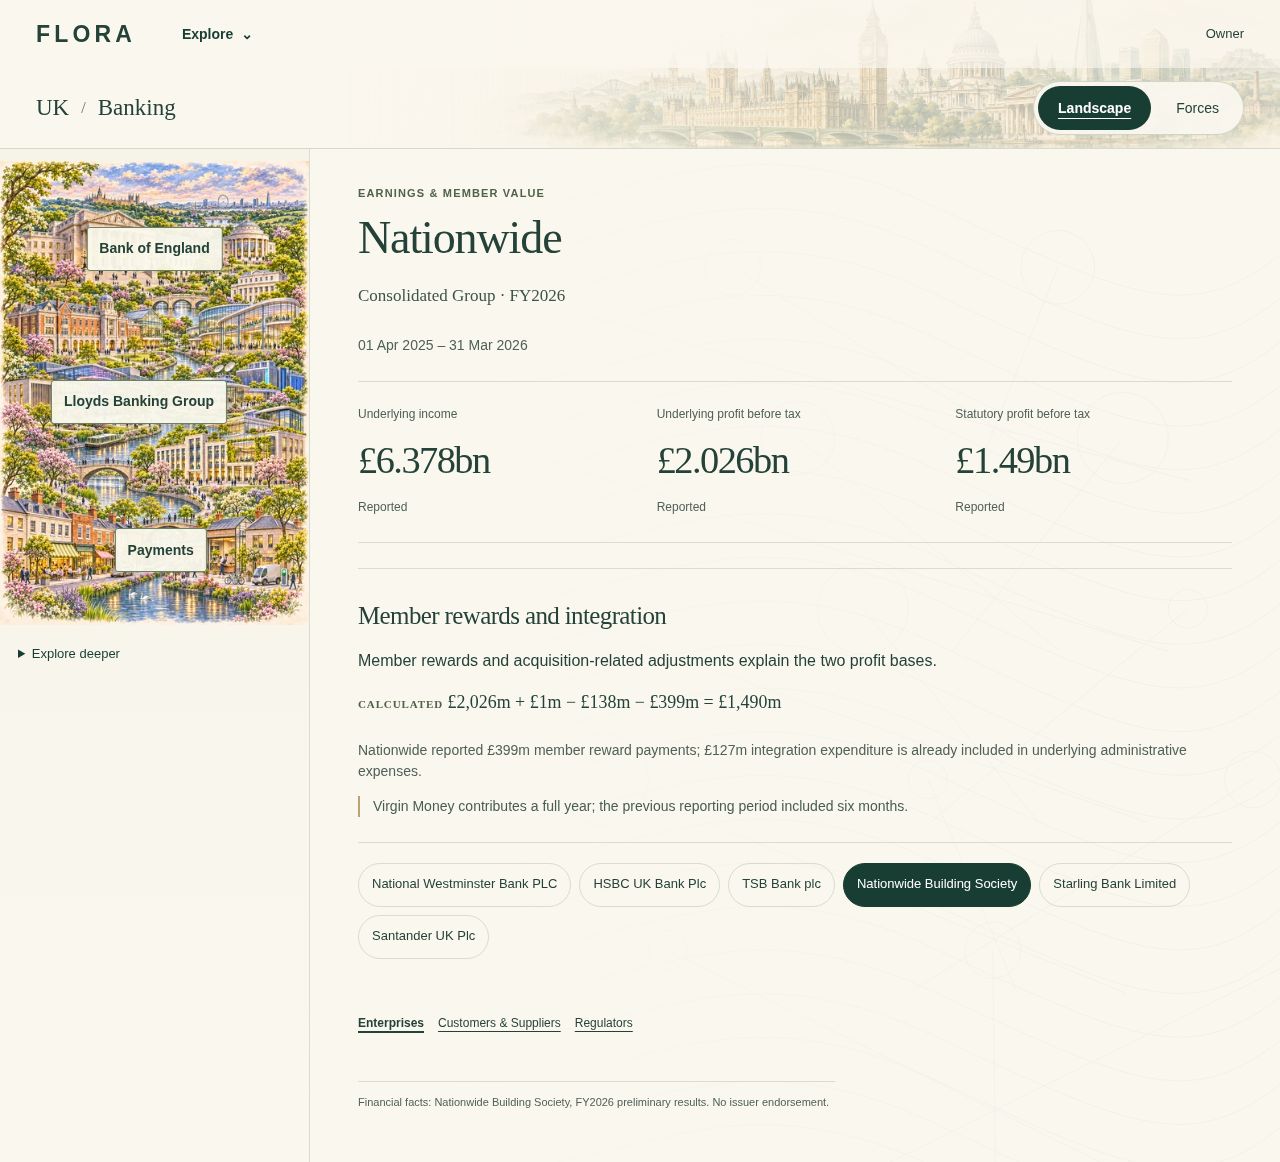 FLORA
Explore
Owner
UK / Banking
Landscape
Forces
Bank of England
Lloyds Banking Group
Payments
Explore deeper
EARNINGS & MEMBER VALUE
Nationwide
Consolidated Group · FY2026
01 Apr 2025 – 31 Mar 2026
Underlying income
£6.378bn
Reported
Underlying profit before tax
£2.026bn
Reported
Statutory profit before tax
£1.49bn
Reported
Member rewards and integration
Member rewards and acquisition-related adjustments explain the two profit bases.
CALCULATED £2,026m + £1m − £138m − £399m = £1,490m
Nationwide reported £399m member reward payments; £127m integration expenditure is already included in underlying administrative
expenses.
Virgin Money contributes a full year; the previous reporting period included six months.
National Westminster Bank PLC
HSBC UK Bank Plc
TSB Bank plc
Nationwide Building Society
Starling Bank Limited
Santander UK Plc
Enterprises
Customers & Suppliers
Regulators
Financial facts: Nationwide Building Society, FY2026 preliminary results. No issuer endorsement.